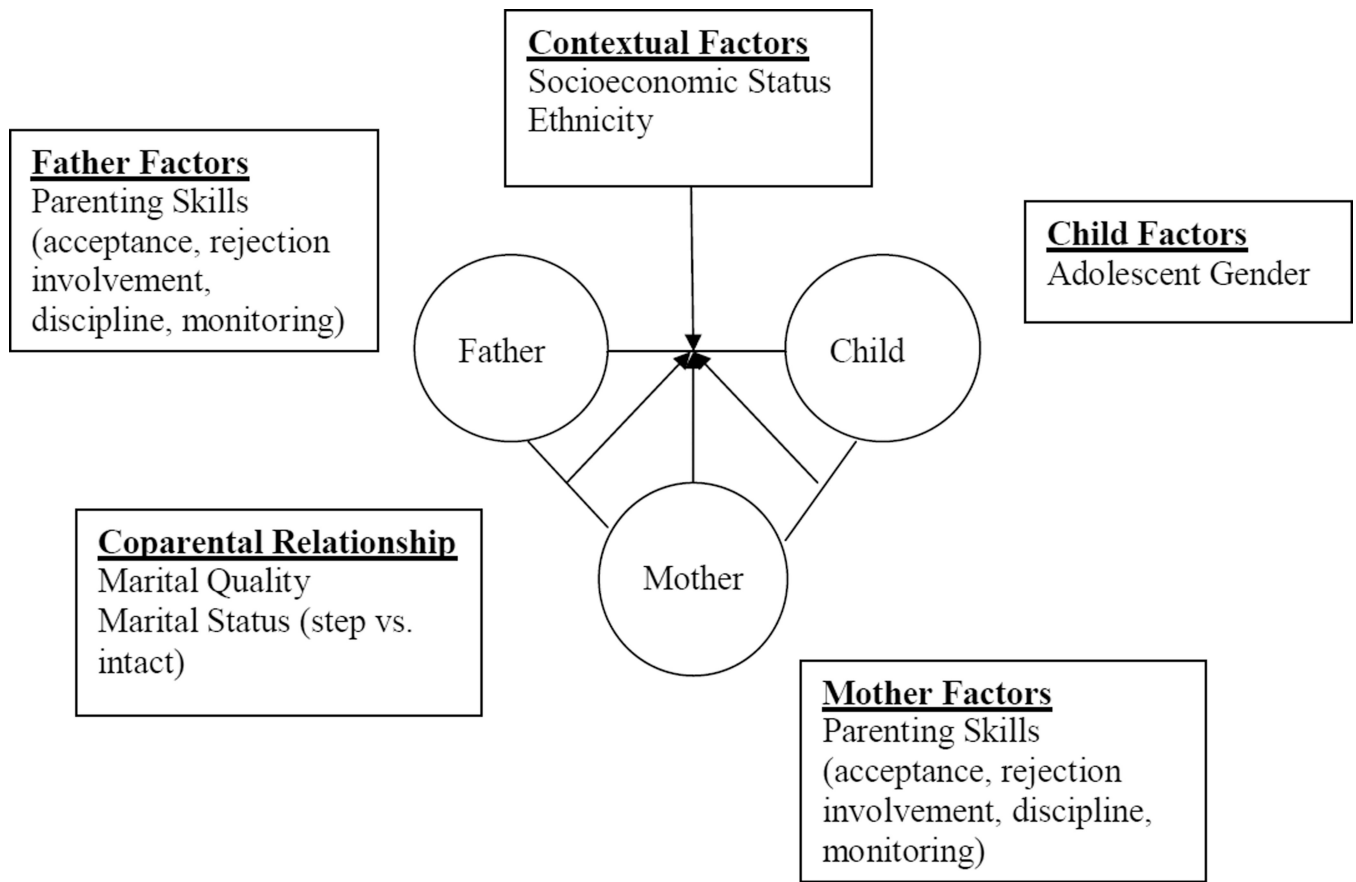 Contextual Factors
Socioeconomic Status
Ethnicity
Father Factors
Parenting Skills
(acceptance, rejection
involvement,
discipline, monitoring)
Child Factors
Adolescent Gender
Father
Child
Mother
Coparental Relationship
Marital Quality
Marital Status (step vs.
intact)
Mother Factors
Parenting Skills
(acceptance, rejection
involvement, discipline,
monitoring)